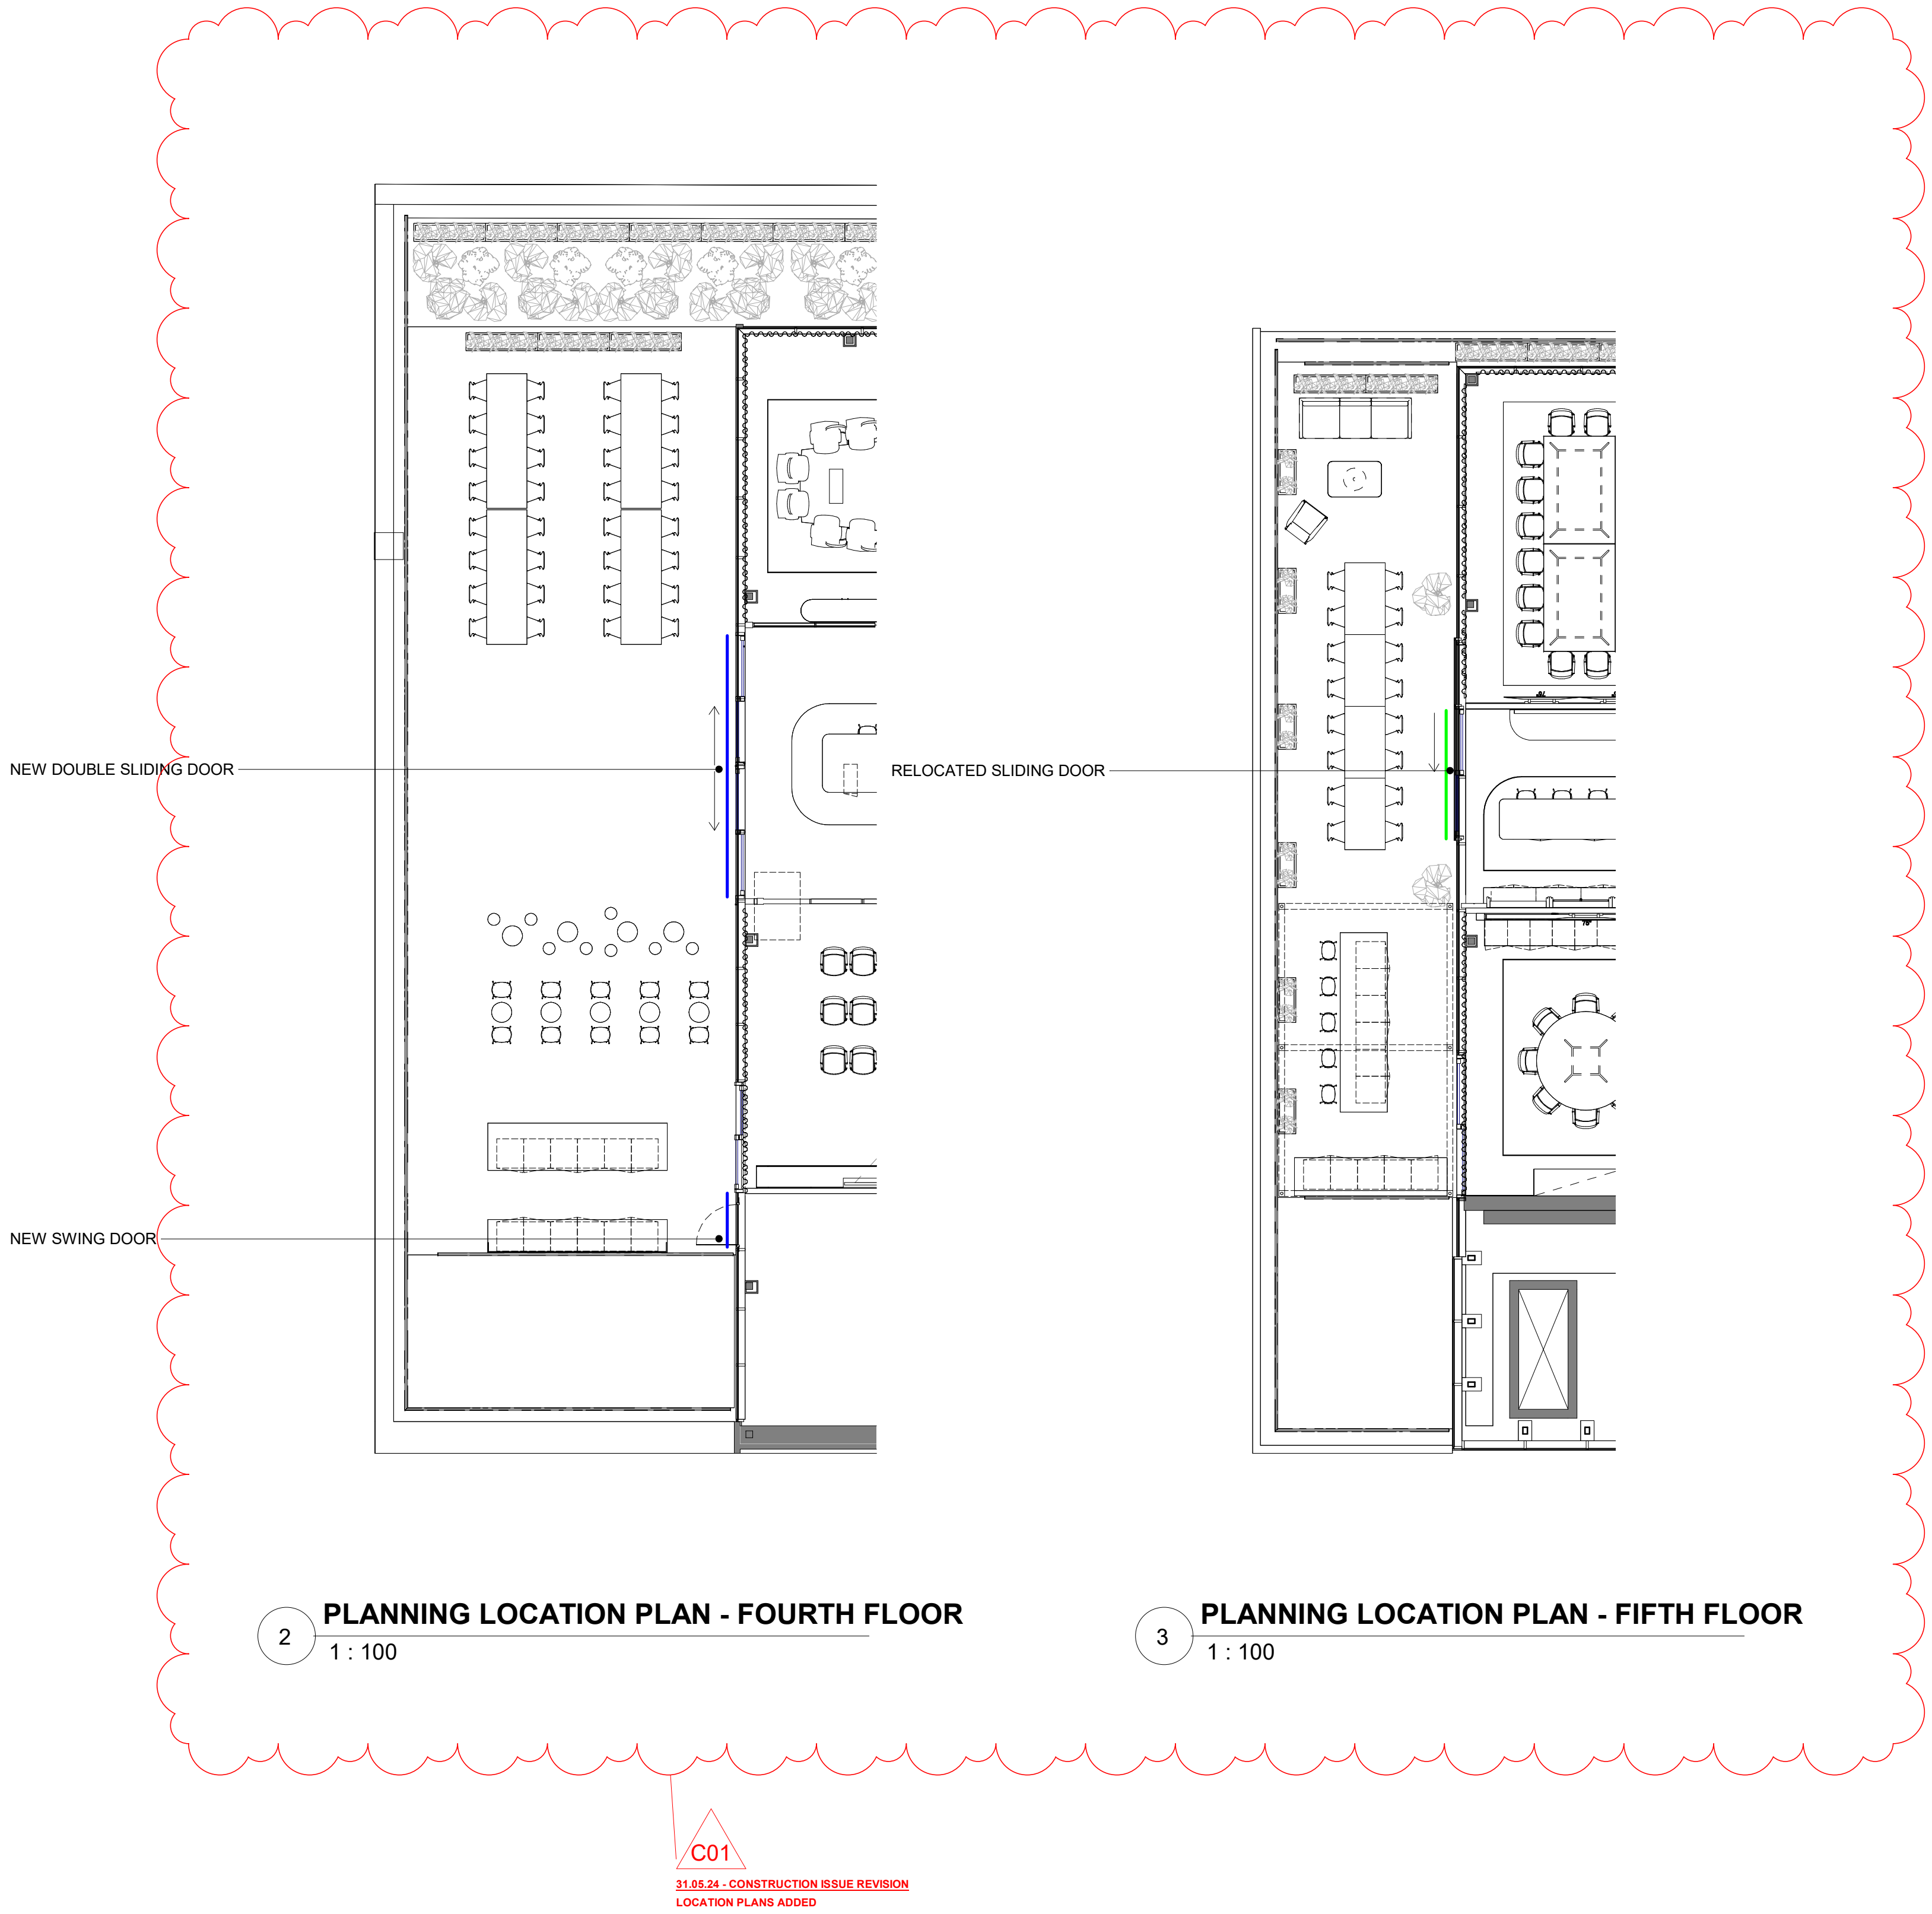 NEW DOUBLE SLIDING DOOR
RELOCATED SLIDING DOOR
NEW SWING DOOR
2
PLANNING LOCATION PLAN - FOURTH FLOOR
1 : 100
3
PLANNING LOCATION PLAN - FIFTH FLOOR
1 : 100
C01
31.05.24 - CONSTRUCTION ISSUE REVISION
LOCATION PLANS ADDED